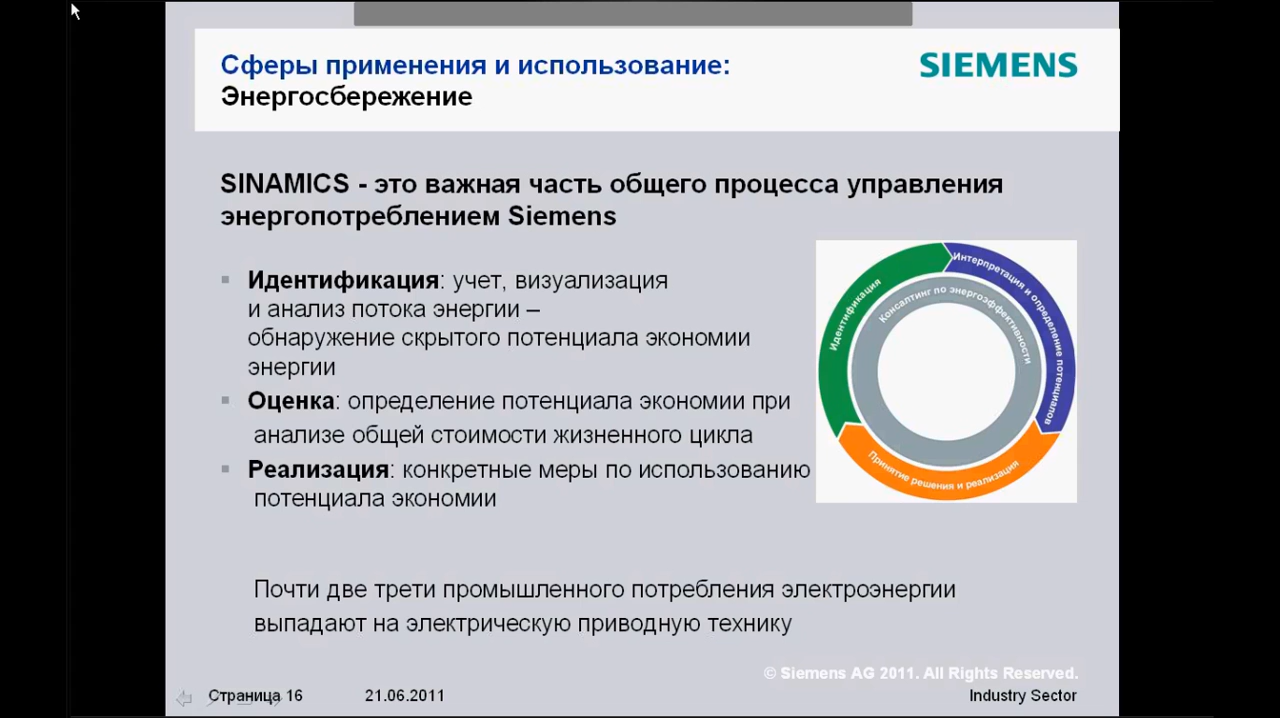 Сферы применения и использование:
SIEMENS
Энергосбережение
SINAMICS - это важная часть общего процесса управления
энергопотреблением Siemens
Идентификация: учет, визуализация
и анализ потока энергии –
обнаружение скрытого потенциала экономии
энергии
Оценка: определение потенциала экономии при
анализе общей стоимости жизненного цикла
Реализация: конкретные меры по использованию
потенциала экономии
Идентификация
Интерпретация и определение потенциалов
Консалтинг по энергоэффективности
Принятие решения и реализация
Почти две трети промышленного потребления электроэнергии
выпадают на электрическую приводную технику
© Siemens AG 2011. All Rights Reserved.
Страница 16
21.06.2011
Industry Sector